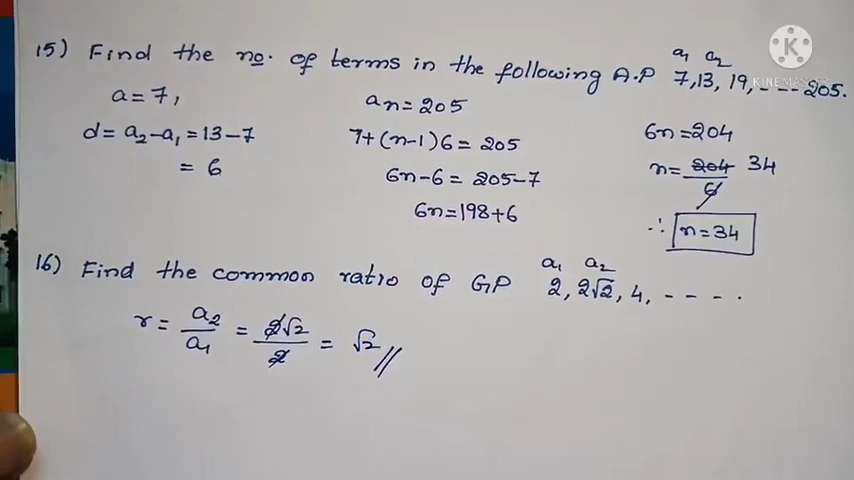 15) Find the no. of terms in the following A.P 7, 13, 19, - - - 205.
a₁ a₂
a = 7,
d = a₂-a₁ = 13-7
= 6
an = 205
7+(n-1)6 = 205
6n-6 = 205-7
6n = 198+6
6n = 204
n = 204/6 34
∴ n = 34
16) Find the common ratio of GP 2, 2√2, 4, - - - - .
a₁ a₂
r = a₂/a₁ = 2√2/2 = √2 //
K
KINEMA